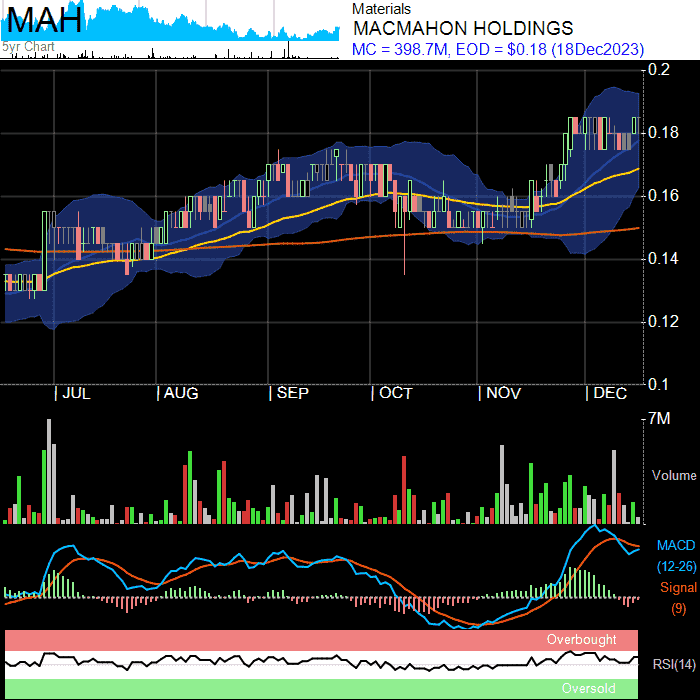 MAH
5yr Chart
Materials
MACMAHON HOLDINGS
MC = 398.7M, EOD = $0.18 (18Dec2023)
0.2
0.18
0.16
0.14
0.12
0.1
JUL AUG SEP OCT NOV DEC
7M
Volume
MACD
(12-26)
Signal
(9)
Overbought
RSI(14)
Oversold